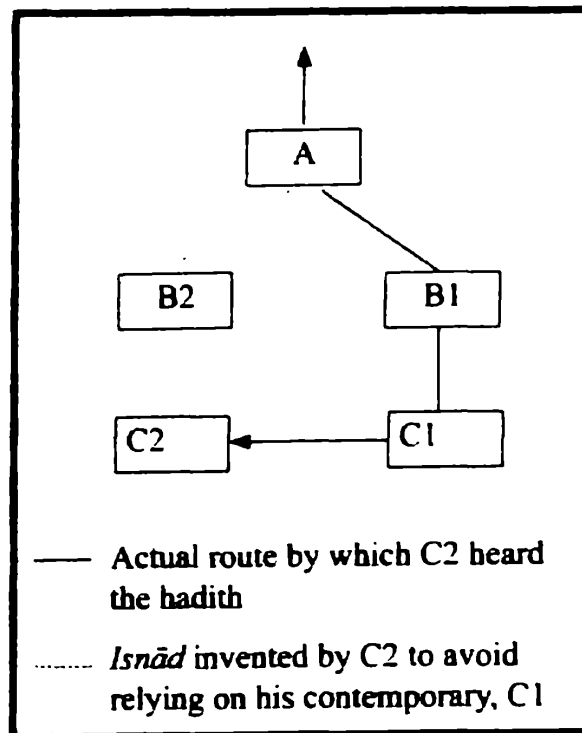 A
B2 B1
C2 C1
Actual route by which C2 heard
the hadith
Isnād invented by C2 to avoid
relying on his contemporary, C1